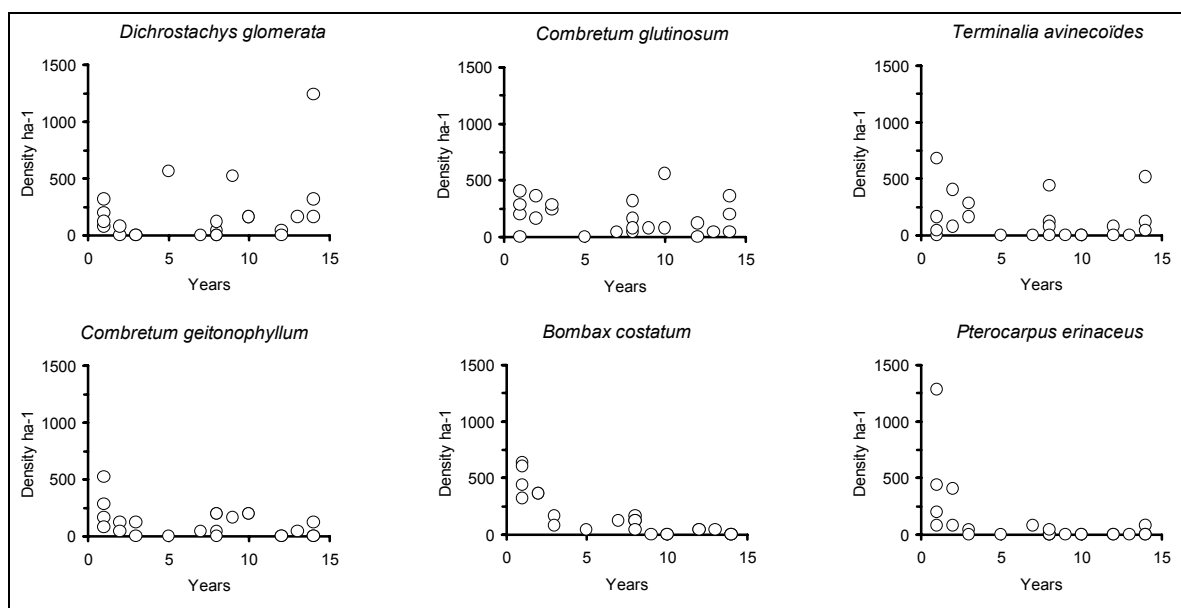 Dichrostachys glomerata
1500
1000
500
0
Density ha-1
0 5 10 15
Years
Combretum glutinosum
1500
1000
500
0
Density ha-1
0 5 10 15
Years
Terminalia avinecoïdes
1500
1000
500
0
Density ha-1
0 5 10 15
Years
Combretum geitonophyllum
1500
1000
500
0
Density ha-1
0 5 10 15
Years
Bombax costatum
1500
1000
500
0
Density ha-1
0 5 10 15
Years
Pterocarpus erinaceus
1500
1000
500
0
Density ha-1
0 5 10 15
Years